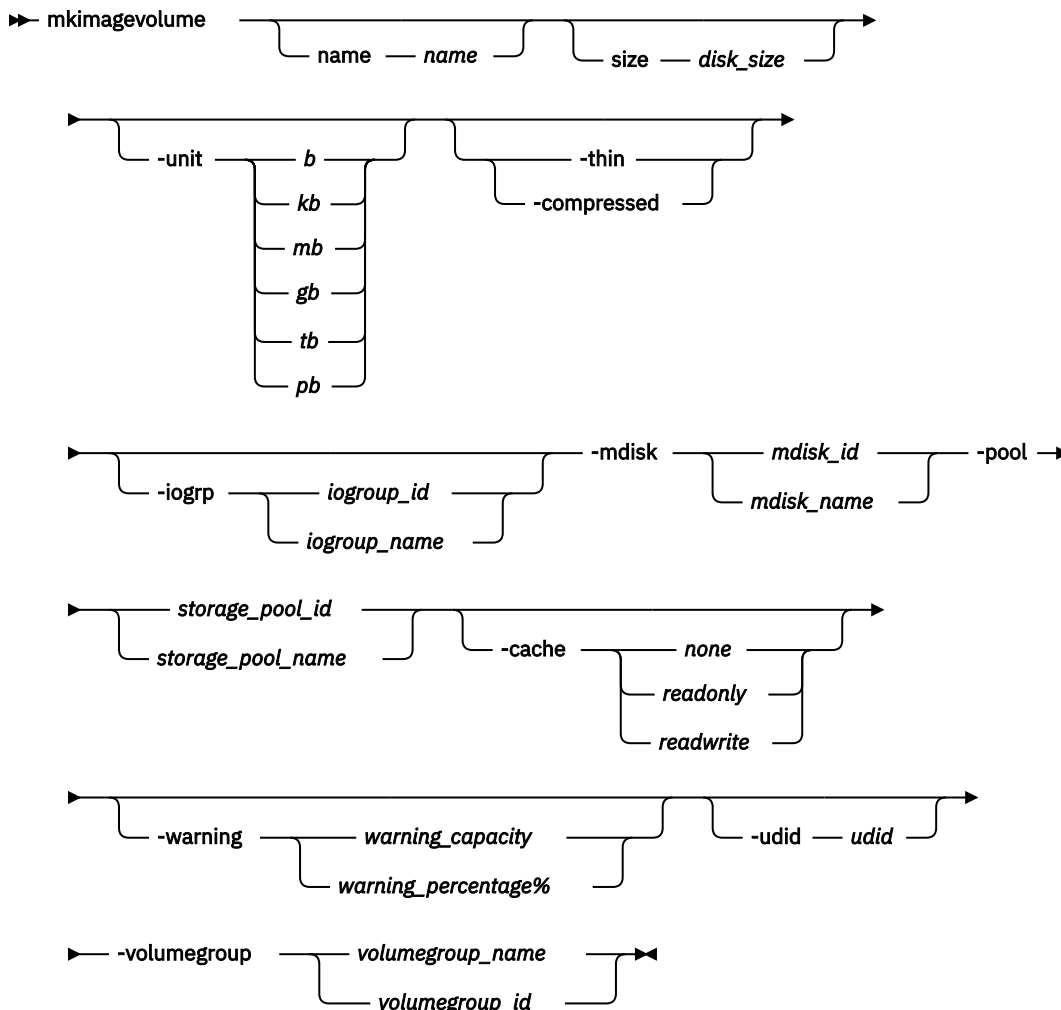 mkimagevolume
name name
size disk_size
-unit b
kb
mb
gb
tb
pb
-thin
-compressed
-iogrp iogroup_id
iogroup_name
-mdisk mdisk_id
mdisk_name
-pool
storage_pool_id
storage_pool_name
-cache none
readonly
readwrite
-warning warning_capacity
warning_percentage%
-udid udid
-volumegroup volumegroup_name
volumegroup_id